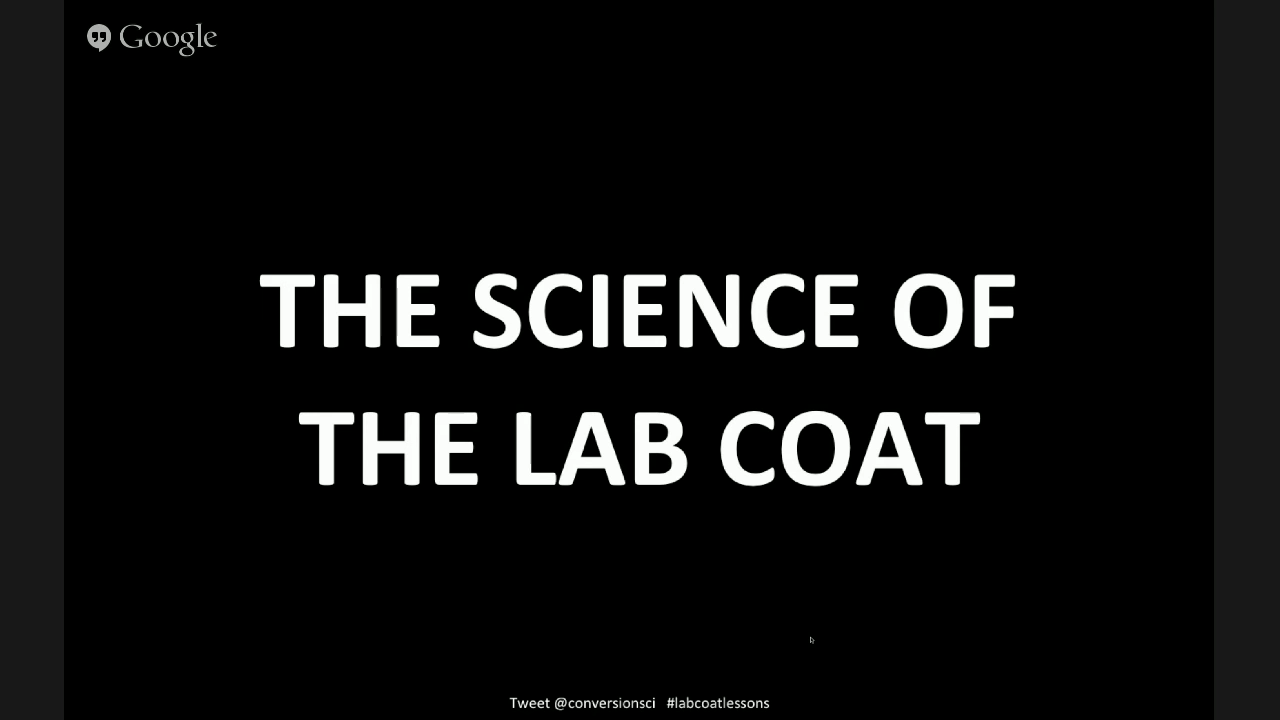 Google
THE SCIENCE OF
THE LAB COAT
Tweet @conversionsci #labcoatlessons